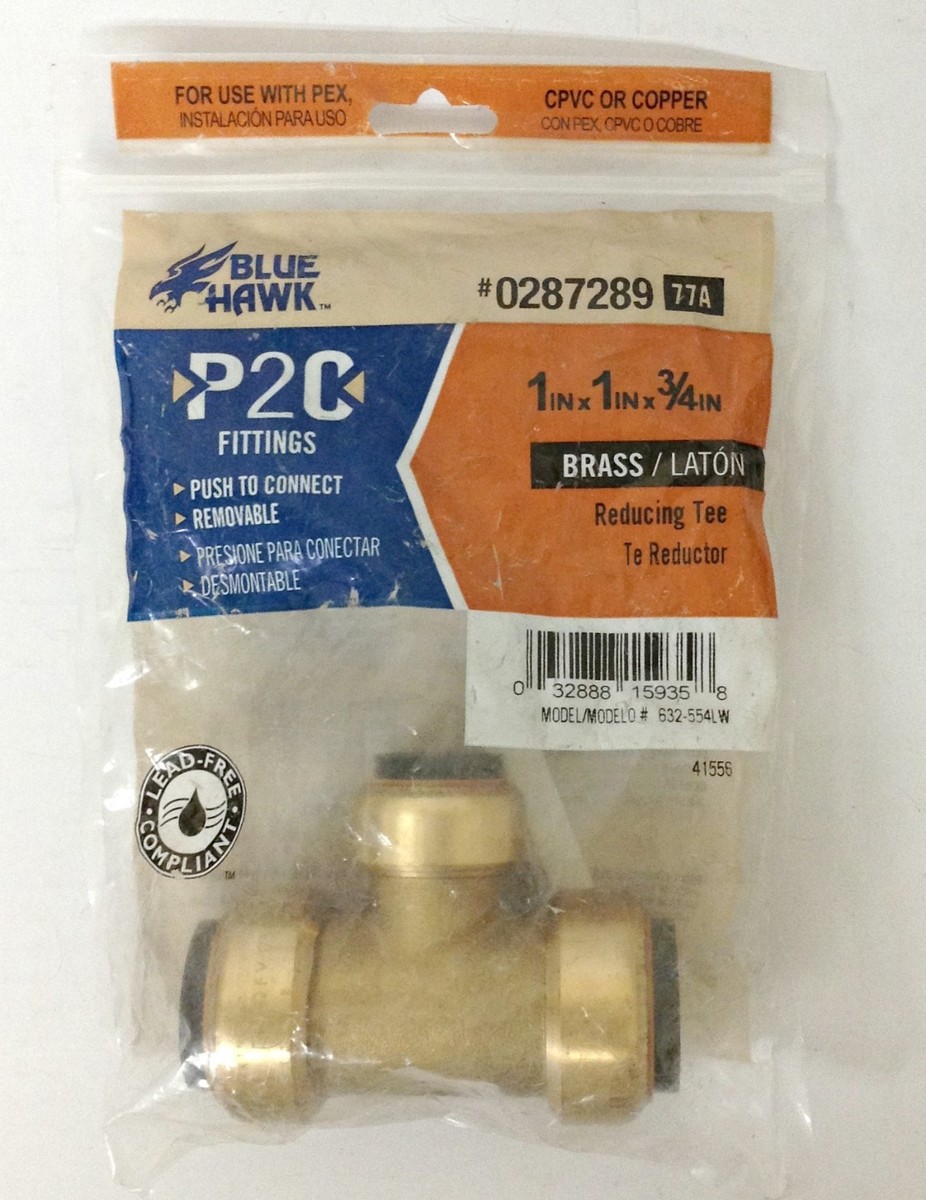 FOR USE WITH PEX,
INSTALACIÓN PARA USO
CPVC OR COPPER
CON PEX, CPVC O COBRE
BLUE
HAWK™
#0287289 77A
P2C
FITTINGS
PUSH TO CONNECT
REMOVABLE
PRESIONE PARA CONECTAR
DESMONTABLE
1IN x 1IN x 3/4IN
BRASS / LATÓN
Reducing Tee
Te Reductor
0 32888 15935 8
MODEL/MODELO # 632-554LW
41556
LEAD-FREE
COMPLIANT
™